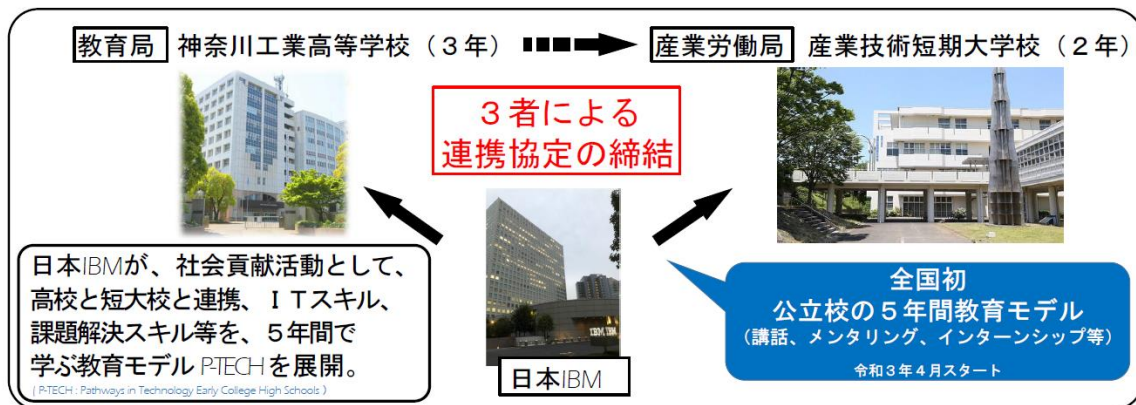 教育局 神奈川工業高等学校（３年） 産業労働局 産業技術短期大学校（２年）
３者による
連携協定の締結
日本IBMが、社会貢献活動として、
高校と短大校と連携、ＩＴスキル、
課題解決スキル等を、５年間で
学ぶ教育モデル P-TECH を展開。
( P-TECH : Pathways in Technology Early College High Schools )
日本IBM
全国初
公立校の５年間教育モデル
（講話、メンタリング、インターンシップ等）
令和３年４月スタート